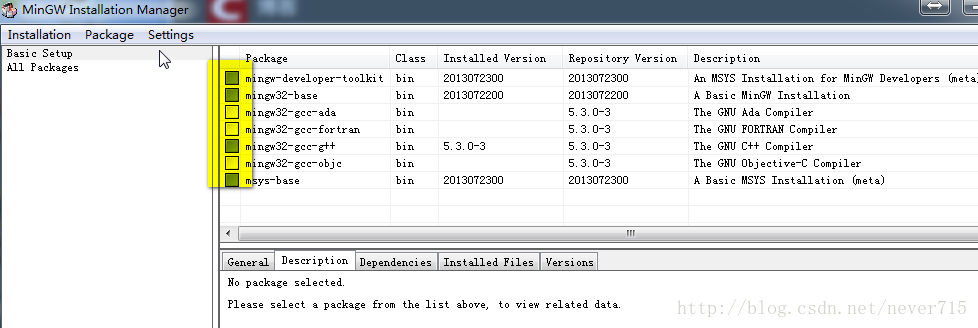 博客
MinGW Installation Manager
Installation Package Settings
Basic Setup
All Packages
Package Class Installed Version Repository Version Description
mingw-developer-toolkit bin 2013072300 2013072300 An MSYS Installation for MinGW Developers (meta)
mingw32-base bin 2013072200 2013072200 A Basic MinGW Installation
mingw32-gcc-ada bin 5.3.0-3 The GNU Ada Compiler
mingw32-gcc-fortran bin 5.3.0-3 The GNU FORTRAN Compiler
mingw32-gcc-g++ bin 5.3.0-3 5.3.0-3 The GNU C++ Compiler
mingw32-gcc-objc bin 5.3.0-3 The GNU Objective-C Compiler
msys-base bin 2013072300 2013072300 A Basic MSYS Installation (meta)
General Description Dependencies Installed Files Versions
No package selected.
Please select a package from the list above, to view related data.
http://blog.csdn.net/never715